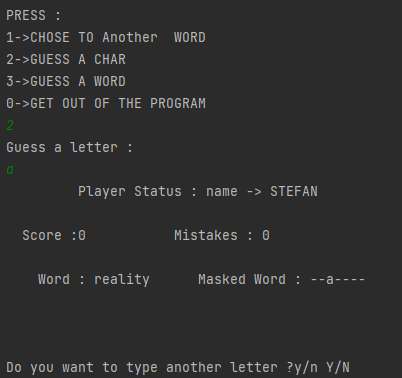 PRESS :
1->CHOSE TO Another  WORD
2->GUESS A CHAR
3->GUESS A WORD
0->GET OUT OF THE PROGRAM
2
Guess a letter :
a
Player Status : name -> STEFAN
Score :0           Mistakes : 0
Word : reality      Masked Word : --a----
Do you want to type another letter ?y/n Y/N